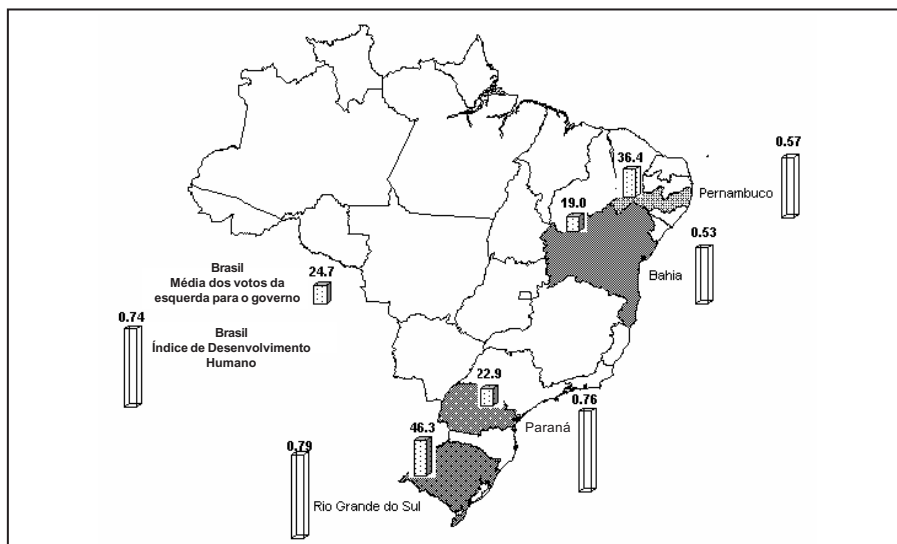 0.57
36.4
Pernambuco
19.0
0.53
Bahia
Brasil
Média dos votos da
esquerda para o governo
24.7
0.74
Brasil
Índice de Desenvolvimento
Humano
22.9
0.76
Paraná
46.3
0.79
Rio Grande do Sul